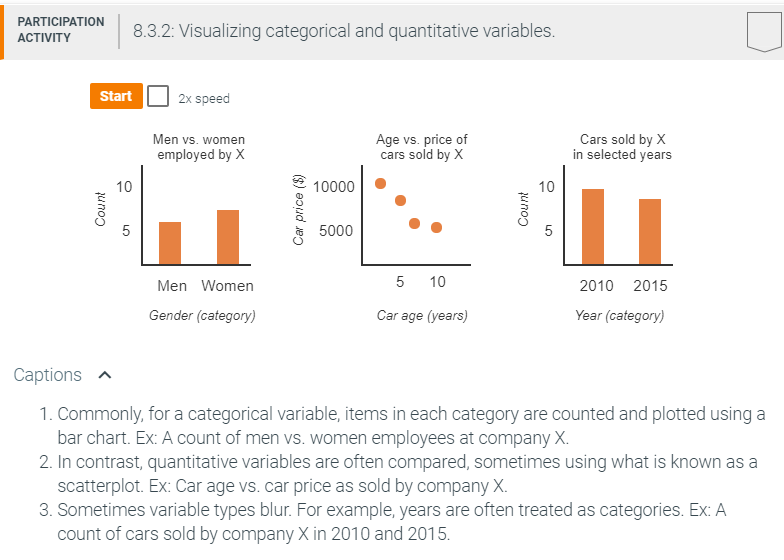 PARTICIPATION
ACTIVITY
8.3.2: Visualizing categorical and quantitative variables.
Start
2x speed
Men vs. women
employed by X
Count
10
5
Men Women
Gender (category)
Age vs. price of
cars sold by X
Car price ($)
10000
5000
5 10
Car age (years)
Cars sold by X
in selected years
Count
10
5
2010 2015
Year (category)
Captions
1. Commonly, for a categorical variable, items in each category are counted and plotted using a
bar chart. Ex: A count of men vs. women employees at company X.
2. In contrast, quantitative variables are often compared, sometimes using what is known as a
scatterplot. Ex: Car age vs. car price as sold by company X.
3. Sometimes variable types blur. For example, years are often treated as categories. Ex: A
count of cars sold by company X in 2010 and 2015.